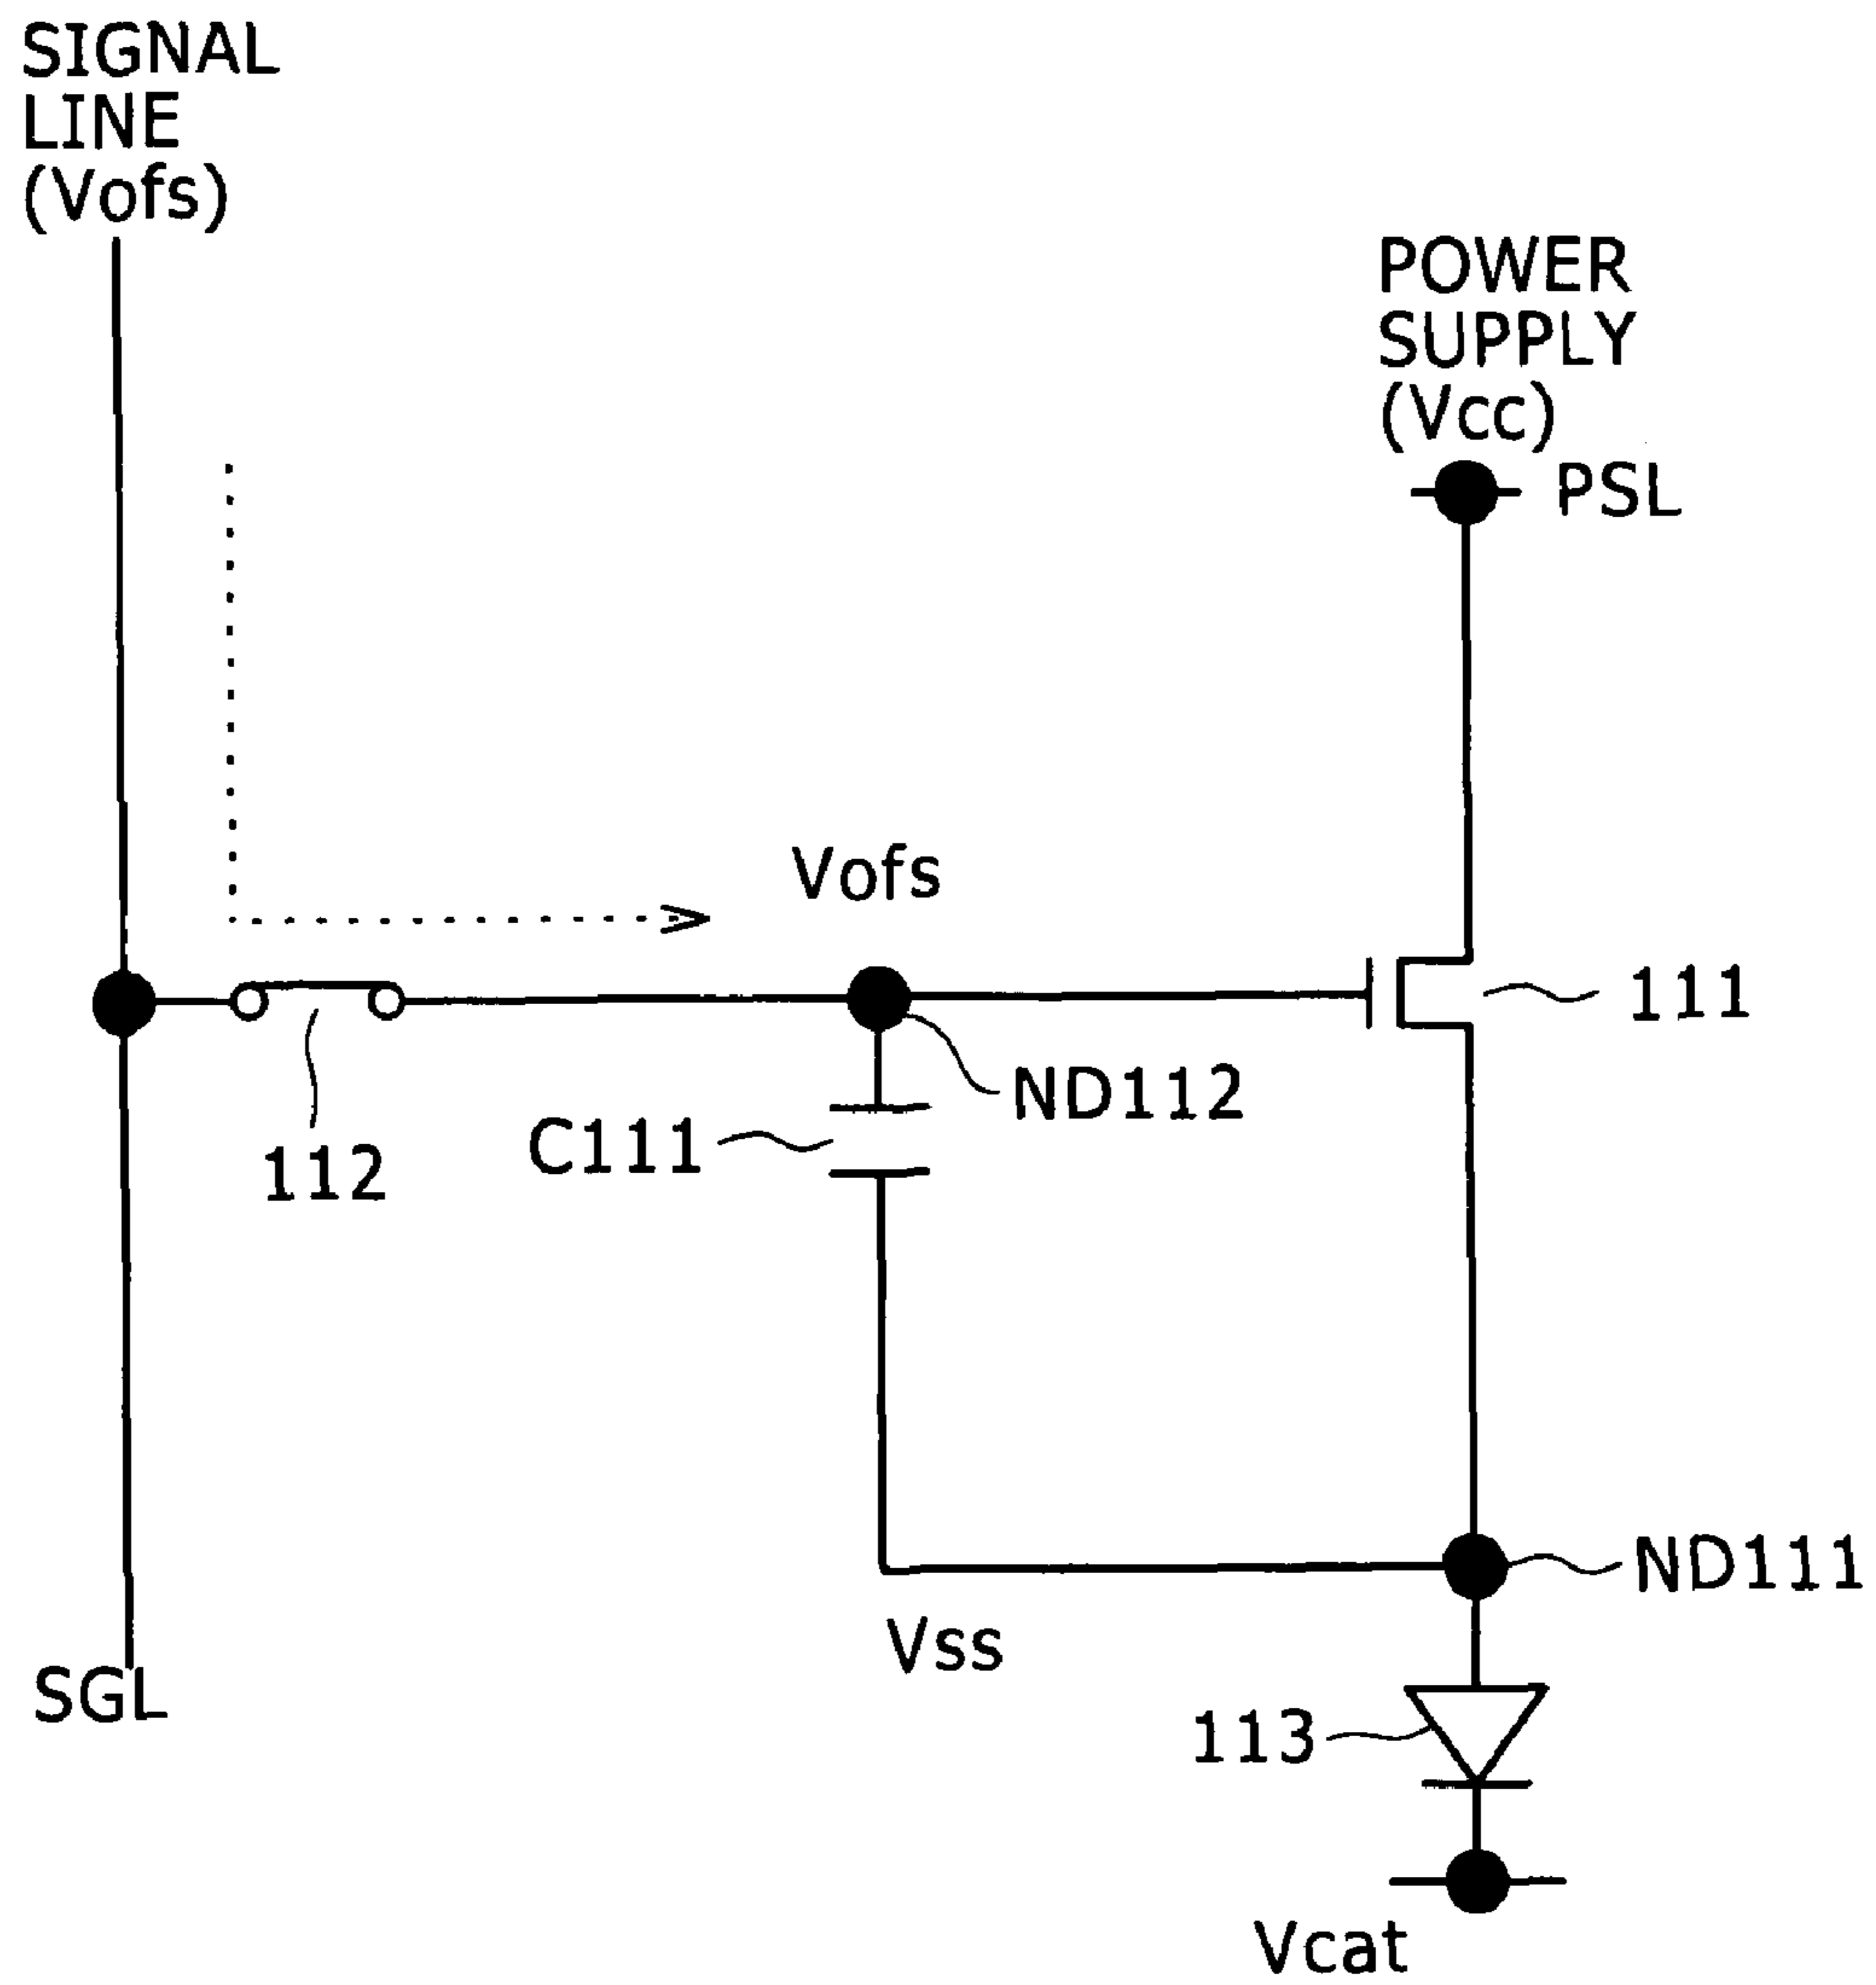 SIGNAL
LINE
(Vofs)
POWER
SUPPLY
(Vcc)
PSL
Vofs
111
ND112
C111
112
ND111
Vss
SGL
113
Vcat